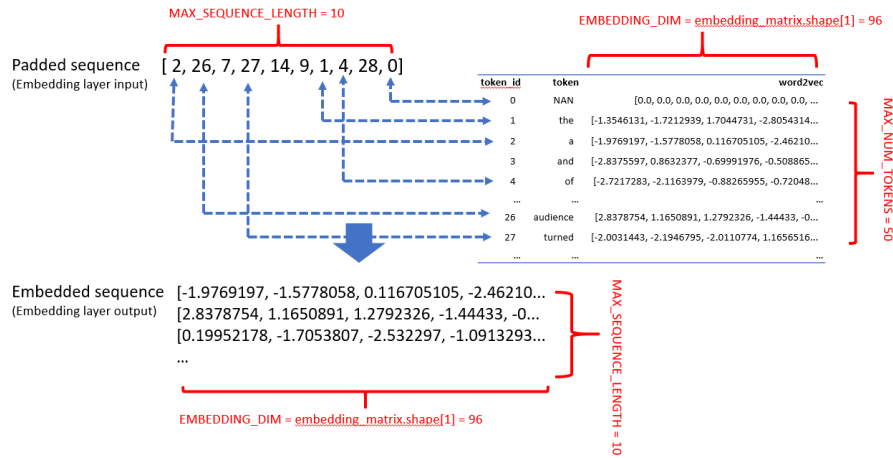 MAX_SEQUENCE_LENGTH = 10
EMBEDDING_DIM = embedding_matrix.shape[1] = 96
Padded sequence
(Embedding layer input)
[ 2, 26, 7, 27, 14, 9, 1, 4, 28, 0]
token_id token word2vec
0 NAN [0.0, 0.0, 0.0, 0.0, 0.0, 0.0, 0.0, 0.0, 0.0, ...
1 the [-1.3546131, -1.7212939, 1.7044731, -2.8054314...
2 a [-1.9769197, -1.5778058, 0.116705105, -2.46210...
3 and [-2.8375597, 0.8632377, -0.69991976, -0.508865...
4 of [-2.7217283, -2.1163979, -0.88265955, -0.72048...
... ... ...
26 audience [2.8378754, 1.1650891, 1.2792326, -1.44433, -0...
27 turned [-2.0031443, -2.1946795, -2.0110774, 1.1656516...
... ... ...
MAX_NUM_TOKENS = 50
Embedded sequence
(Embedding layer output)
[-1.9769197, -1.5778058, 0.116705105, -2.46210...
[2.8378754, 1.1650891, 1.2792326, -1.44433, -0...
[0.19952178, -1.7053807, -2.532297, -1.0913293...
...
MAX_SEQUENCE_LENGTH = 10
EMBEDDING_DIM = embedding_matrix.shape[1] = 96